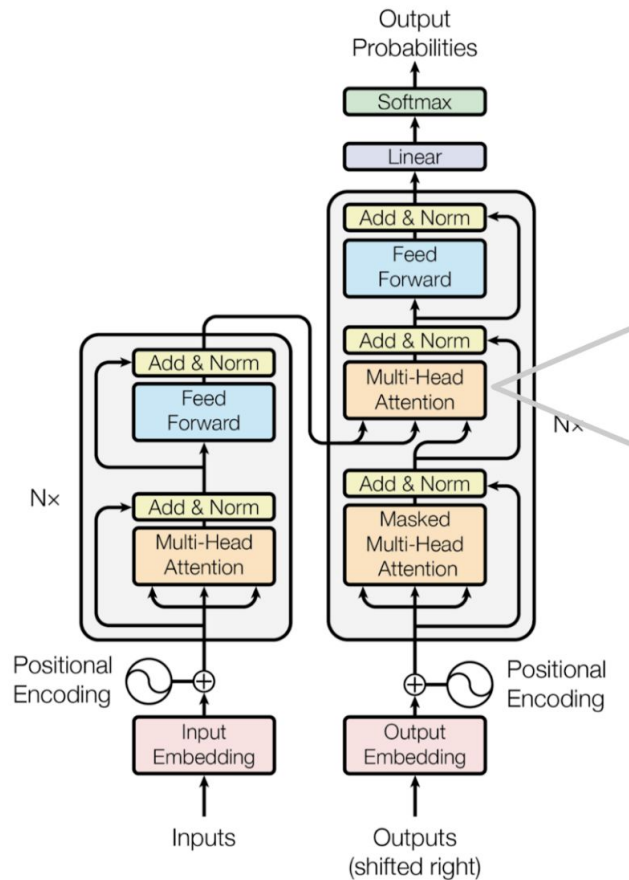 Output
Probabilities
Softmax
Linear
Add & Norm
Feed
Forward
Add & Norm
Multi-Head
Attention
Nx
Add & Norm
Masked
Multi-Head
Attention
Add & Norm
Feed
Forward
Nx
Add & Norm
Multi-Head
Attention
Positional
Encoding
Positional
Encoding
Input
Embedding
Output
Embedding
Inputs
Outputs
(shifted right)